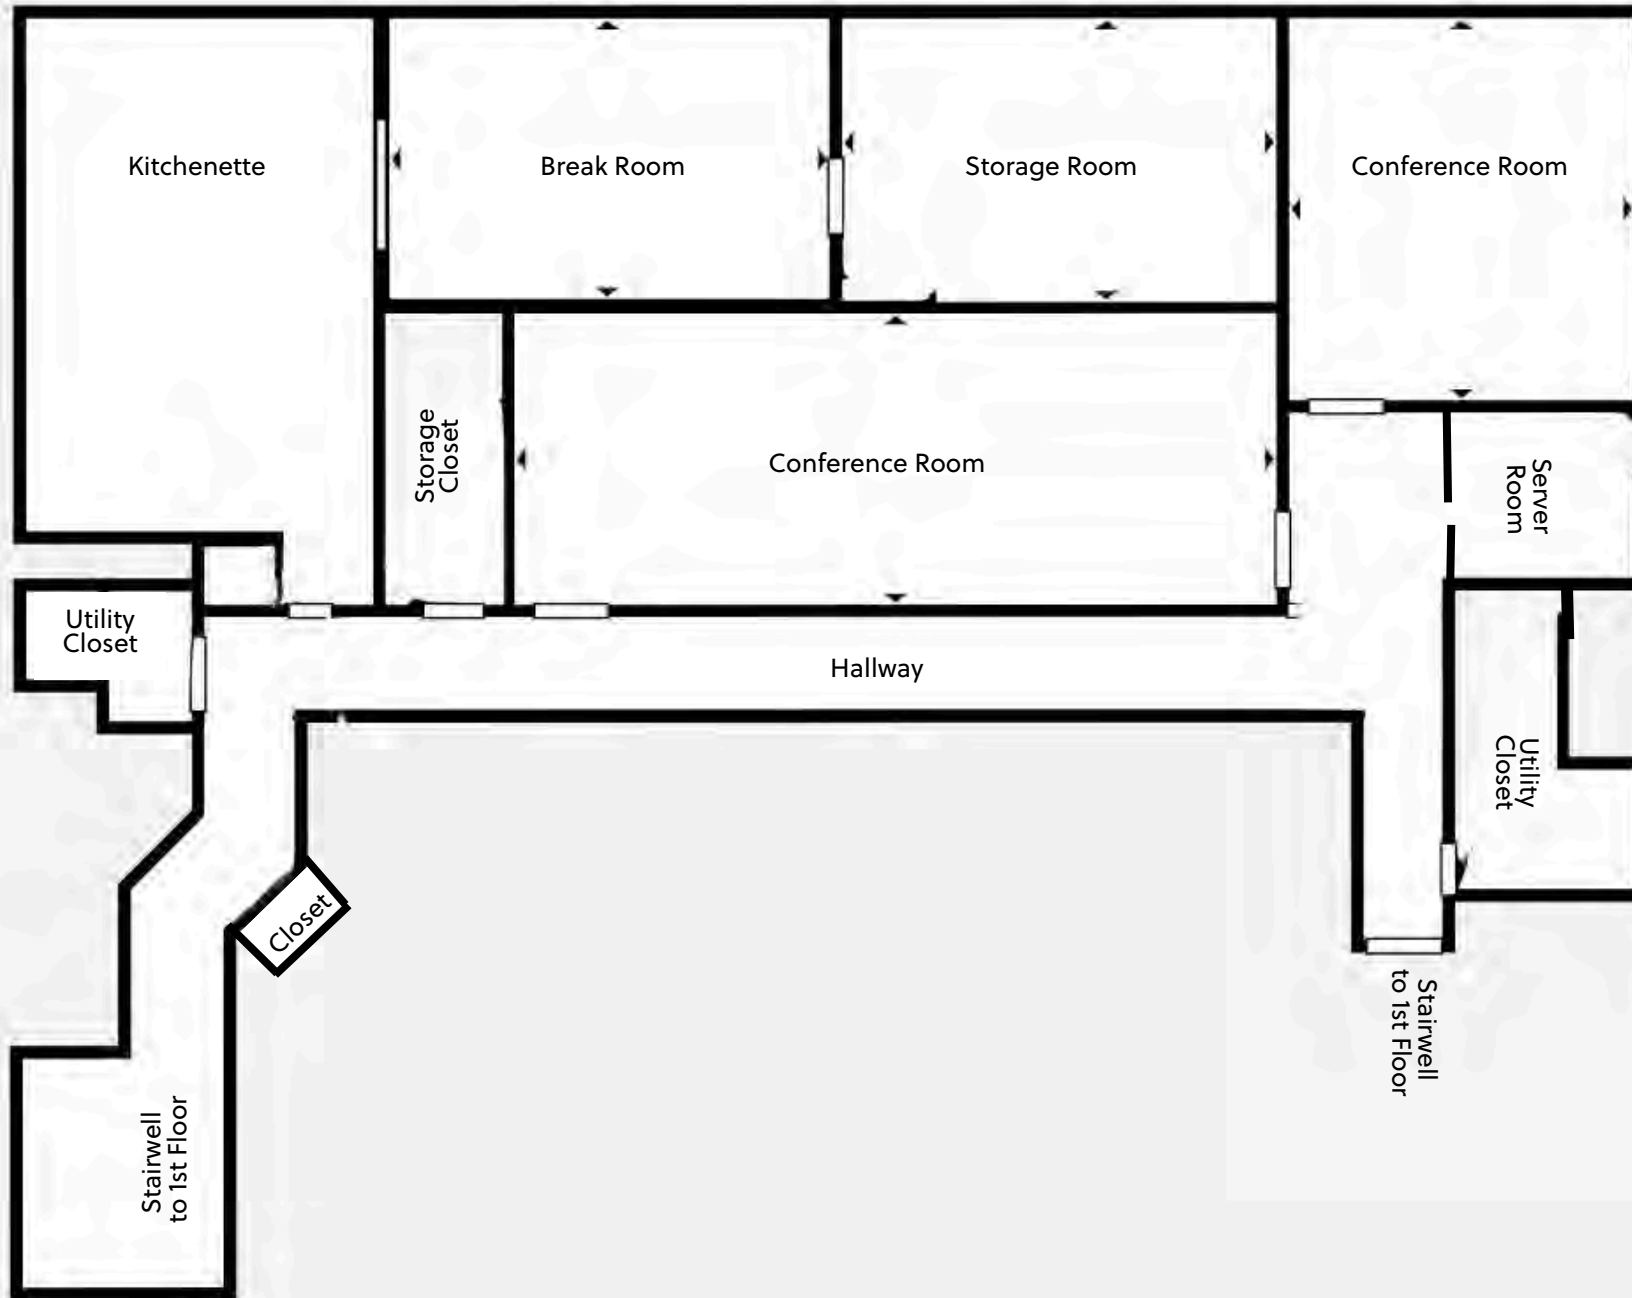 Kitchenette
Break Room
Storage Room
Conference Room
Storage
Closet
Conference Room
Server
Room
Utility
Closet
Hallway
Utility
Closet
Closet
Stairwell
to 1st Floor
Stairwell
to 1st Floor